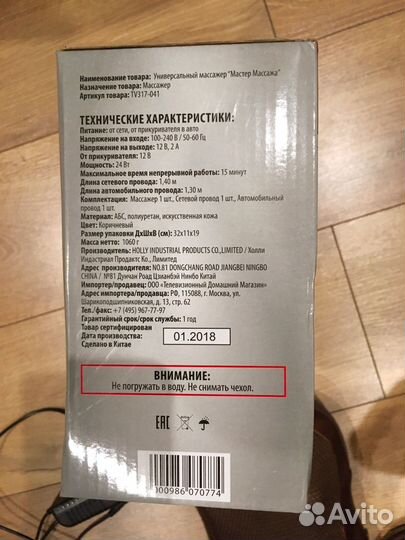 Наименование товара: Универсальный массажер "Мастер Массажа"
Назначение товара: Массажер
Артикул товара: TV317-041
ТЕХНИЧЕСКИЕ ХАРАКТЕРИСТИКИ:
Питание: от сети, от прикуривателя в авто
Напряжение на входе: 100-240 В / 50-60 Гц
Напряжение на выходе: 12 В, 2 А
От прикуривателя: 12 В
Мощность: 24 Вт
Максимальное время непрерывной работы: 15 минут
Длина сетевого провода: 1,40 м
Длина автомобильного провода: 1,30 м
Комплектация: Массажер 1 шт., Сетевой провод 1 шт., Автомобильный
провод 1 шт.
Материал: АБС, полиуретан, искусственная кожа
Цвет: Коричневый
Размер упаковки ДхШхВ (см): 32х11х19
Масса нетто: 1060 г
Производитель: HOLLY INDUSTRIAL PRODUCTS CO.,LIMITED / Холли
Индастриал Продактс Ко., Лимитед
Адрес производителя: NO.81 DONGCHANG ROAD JIANGBEI NINGBO
CHINA / №81 Дунчан Роад Цзианбэй Нинбо Китай
Импортер/продавец: ООО «Телевизионный Домашний Магазин»
Адрес импортера/продавца: РФ, 115088, г. Москва, ул.
Шарикоподшипниковская, д. 13, стр. 62
Тел./факс: +7 (495) 967-77-97
Гарантийный срок/срок службы: 1 год
Товар сертифицирован
Дата производства: 01.2018
Сделано в Китае
ВНИМАНИЕ:
Не погружать в воду. Не снимать чехол.
EAC
000986 070774
Avito